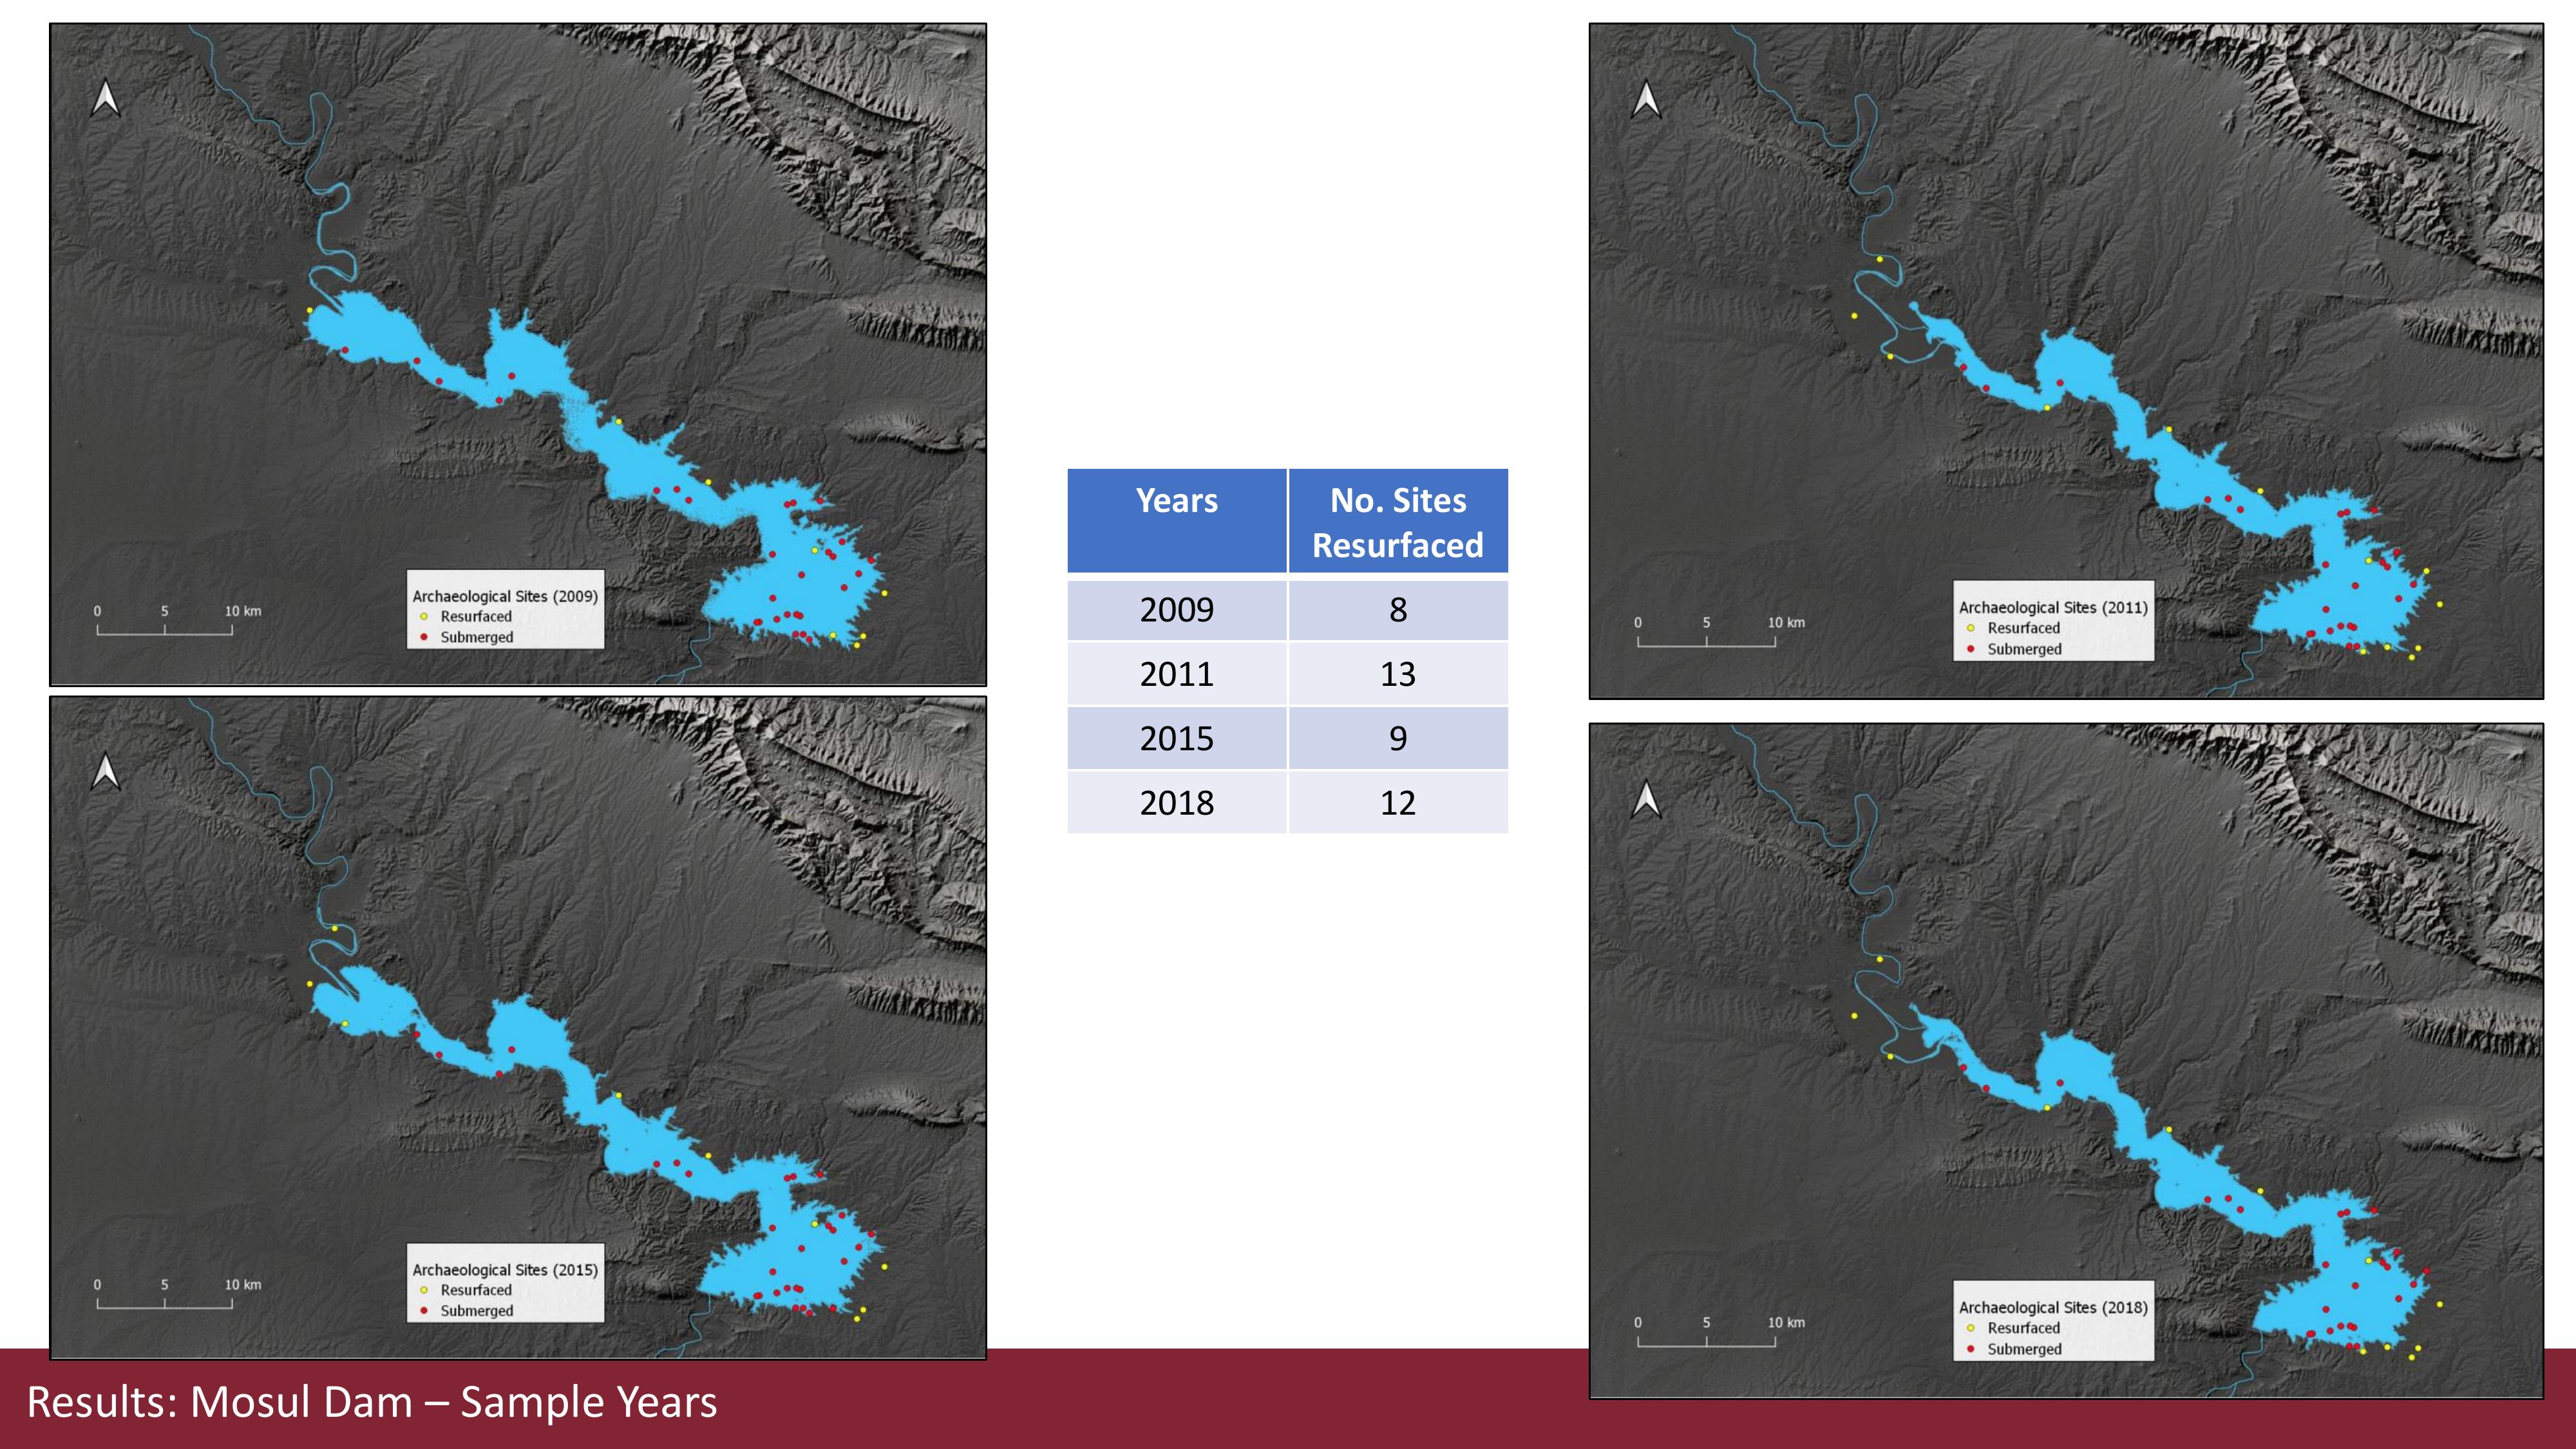 0 5 10 km
Archaeological Sites (2009)
Resurfaced
Submerged
0 5 10 km
Archaeological Sites (2015)
Resurfaced
Submerged
Years No. Sites
Resurfaced
2009 8
2011 13
2015 9
2018 12
0 5 10 km
Archaeological Sites (2011)
Resurfaced
Submerged
0 5 10 km
Archaeological Sites (2018)
Resurfaced
Submerged
Results: Mosul Dam – Sample Years